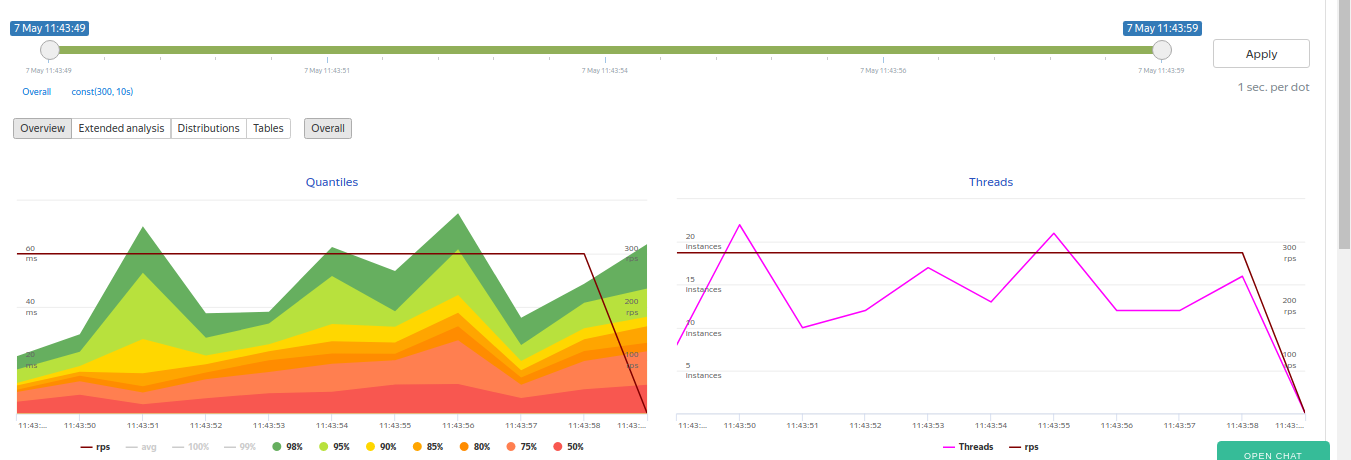 7 May 11:43:49 7 May 11:43:59
7 May 11:43:49 7 May 11:43:51 7 May 11:43:54 7 May 11:43:56 7 May 11:43:59
Apply
1 sec. per dot
Overall const(300, 10s)
Overview Extended analysis Distributions Tables Overall
Quantiles
60
ms
40
ms
20
ms
300
rps
200
rps
100
rps
11:43:... 11:43:50 11:43:51 11:43:52 11:43:53 11:43:54 11:43:55 11:43:56 11:43:57 11:43:58 11:43:...
rps avg 100% 99% 98% 95% 90% 85% 80% 75% 50%
Threads
20
instances
15
instances
10
instances
5
instances
300
rps
200
rps
100
rps
11:43:... 11:43:50 11:43:51 11:43:52 11:43:53 11:43:54 11:43:55 11:43:56 11:43:57 11:43:58 11:43:...
Threads rps
OPEN CHAT